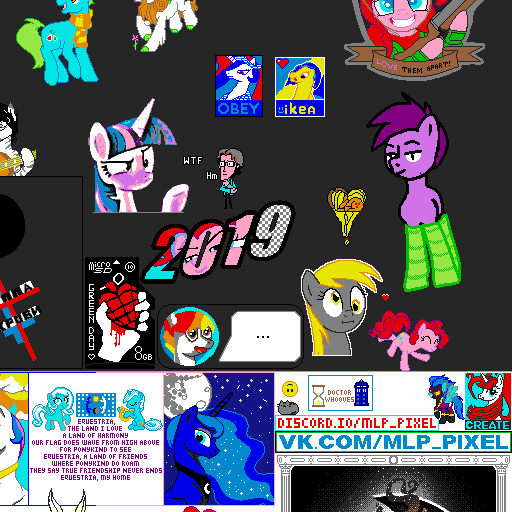 LOVE THEM APART!
OBEY
iken
WTF
Hm
2019
micro
GREEN DAY
8GB
...
DOCTOR
WHOOVES
EQUESTRIA,
THE LAND I LOVE
A LAND OF HARMONY
OUR FLAG DOES WAVE FROM HIGH ABOVE
FOR PONYKIND TO SEE
EQUESTRIA, A LAND OF FRIENDS
WHERE PONYKIND DO ROAM
THEY SAY TRUE FRIENDSHIP NEVER ENDS
EQUESTRIA, MY HOME
CREATE
DISCORD.IO/MLP_PIXEL
VK.COM/MLP_PIXEL